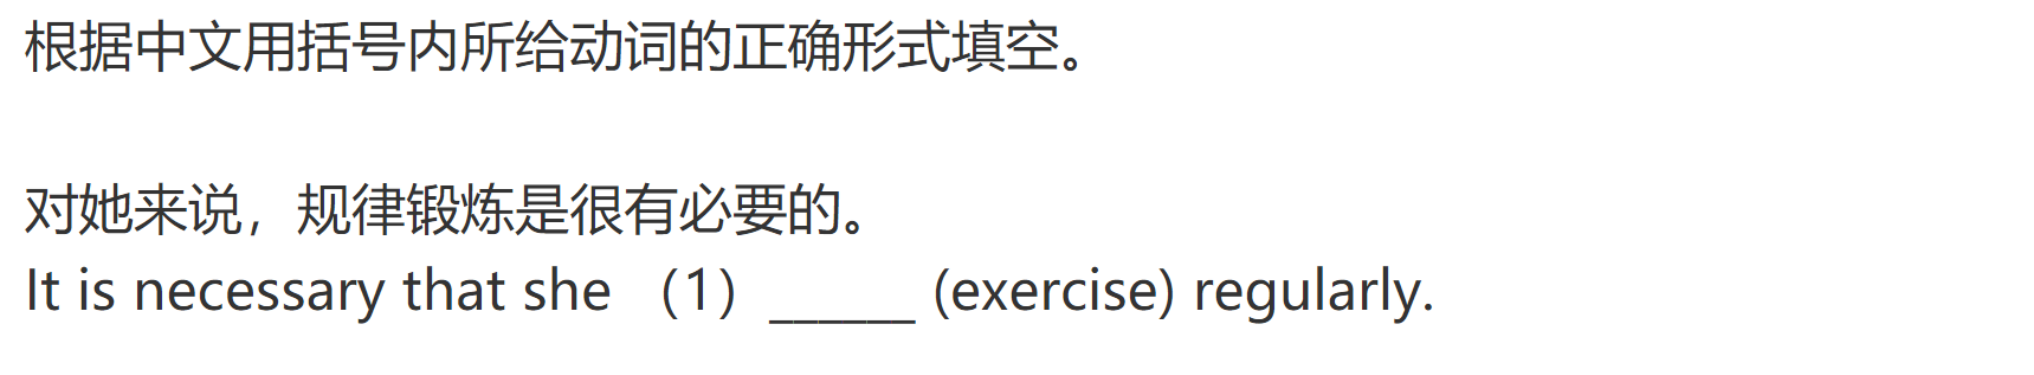 根据中文用括号内所给动词的正确形式填空。
对她来说，规律锻炼是很有必要的。
It is necessary that she （1）______ (exercise) regularly.